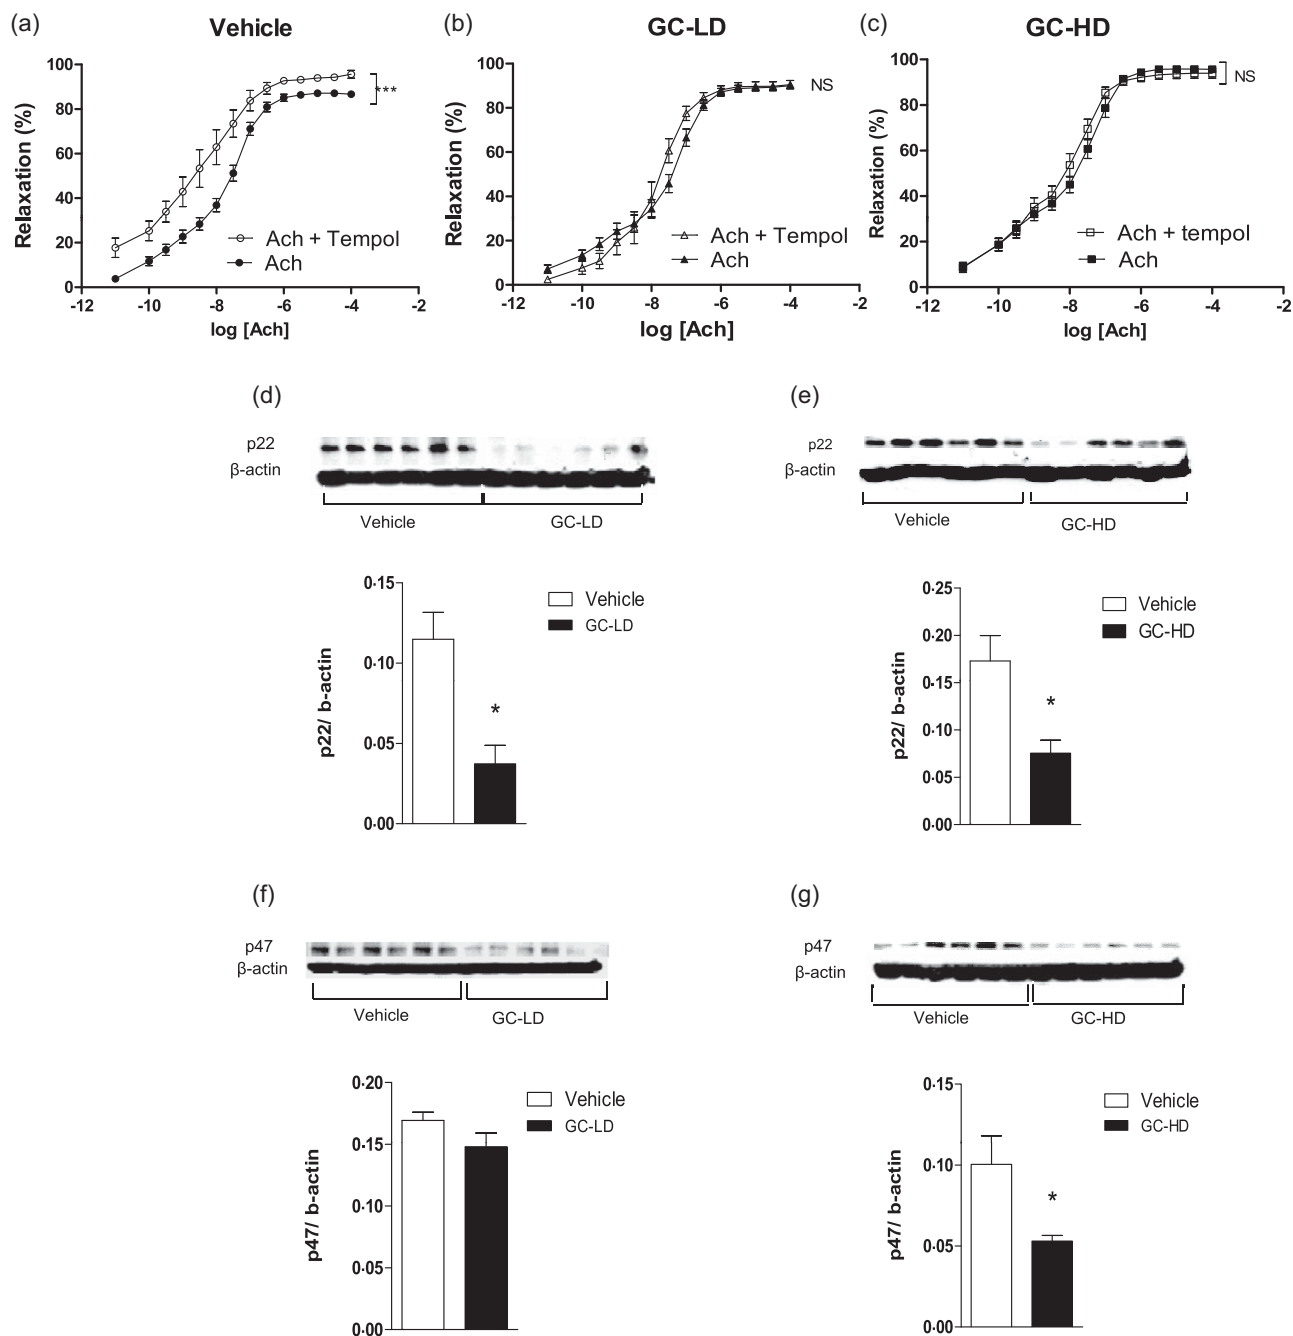 (a)
Vehicle
Relaxation (%)
100
80
60
40
20
0
-12
-10
-8
-6
-4
-2
log [Ach]
***
Ach + Tempol
Ach
(b)
GC-LD
Relaxation (%)
100
80
60
40
20
0
-12
-10
-8
-6
-4
-2
log [Ach]
NS
Ach + Tempol
Ach
(c)
GC-HD
Relaxation (%)
100
80
60
40
20
0
-12
-10
-8
-6
-4
-2
log [Ach]
NS
Ach + tempol
Ach
(d)
p22
β-actin
Vehicle
GC-LD
p22/ b-actin
0·15
0·10
0·05
0·00
*
Vehicle
GC-LD
(e)
p22
β-actin
Vehicle
GC-HD
p22/ b-actin
0·25
0·20
0·15
0·10
0·05
0·00
*
Vehicle
GC-HD
(f)
p47
β-actin
Vehicle
GC-LD
p47/ b-actin
0·20
0·15
0·10
0·05
0·00
Vehicle
GC-LD
(g)
p47
β-actin
Vehicle
GC-HD
p47/ b-actin
0·15
0·10
0·05
0·00
*
Vehicle
GC-HD